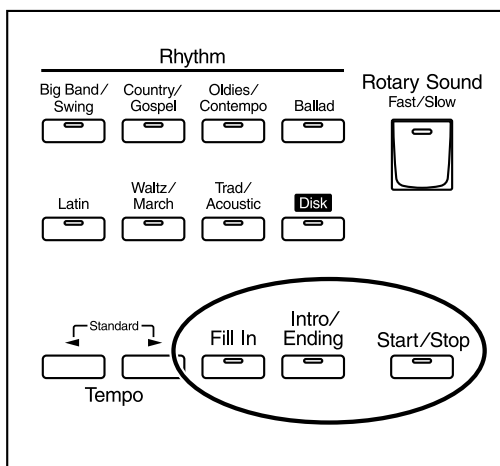 Rhythm
Big Band/
Swing
Country/
Gospel
Oldies/
Contempo
Ballad
Rotary Sound
Fast/Slow
Latin
Waltz/
March
Trad/
Acoustic
Disk
Standard
Tempo
Fill In
Intro/
Ending
Start/Stop